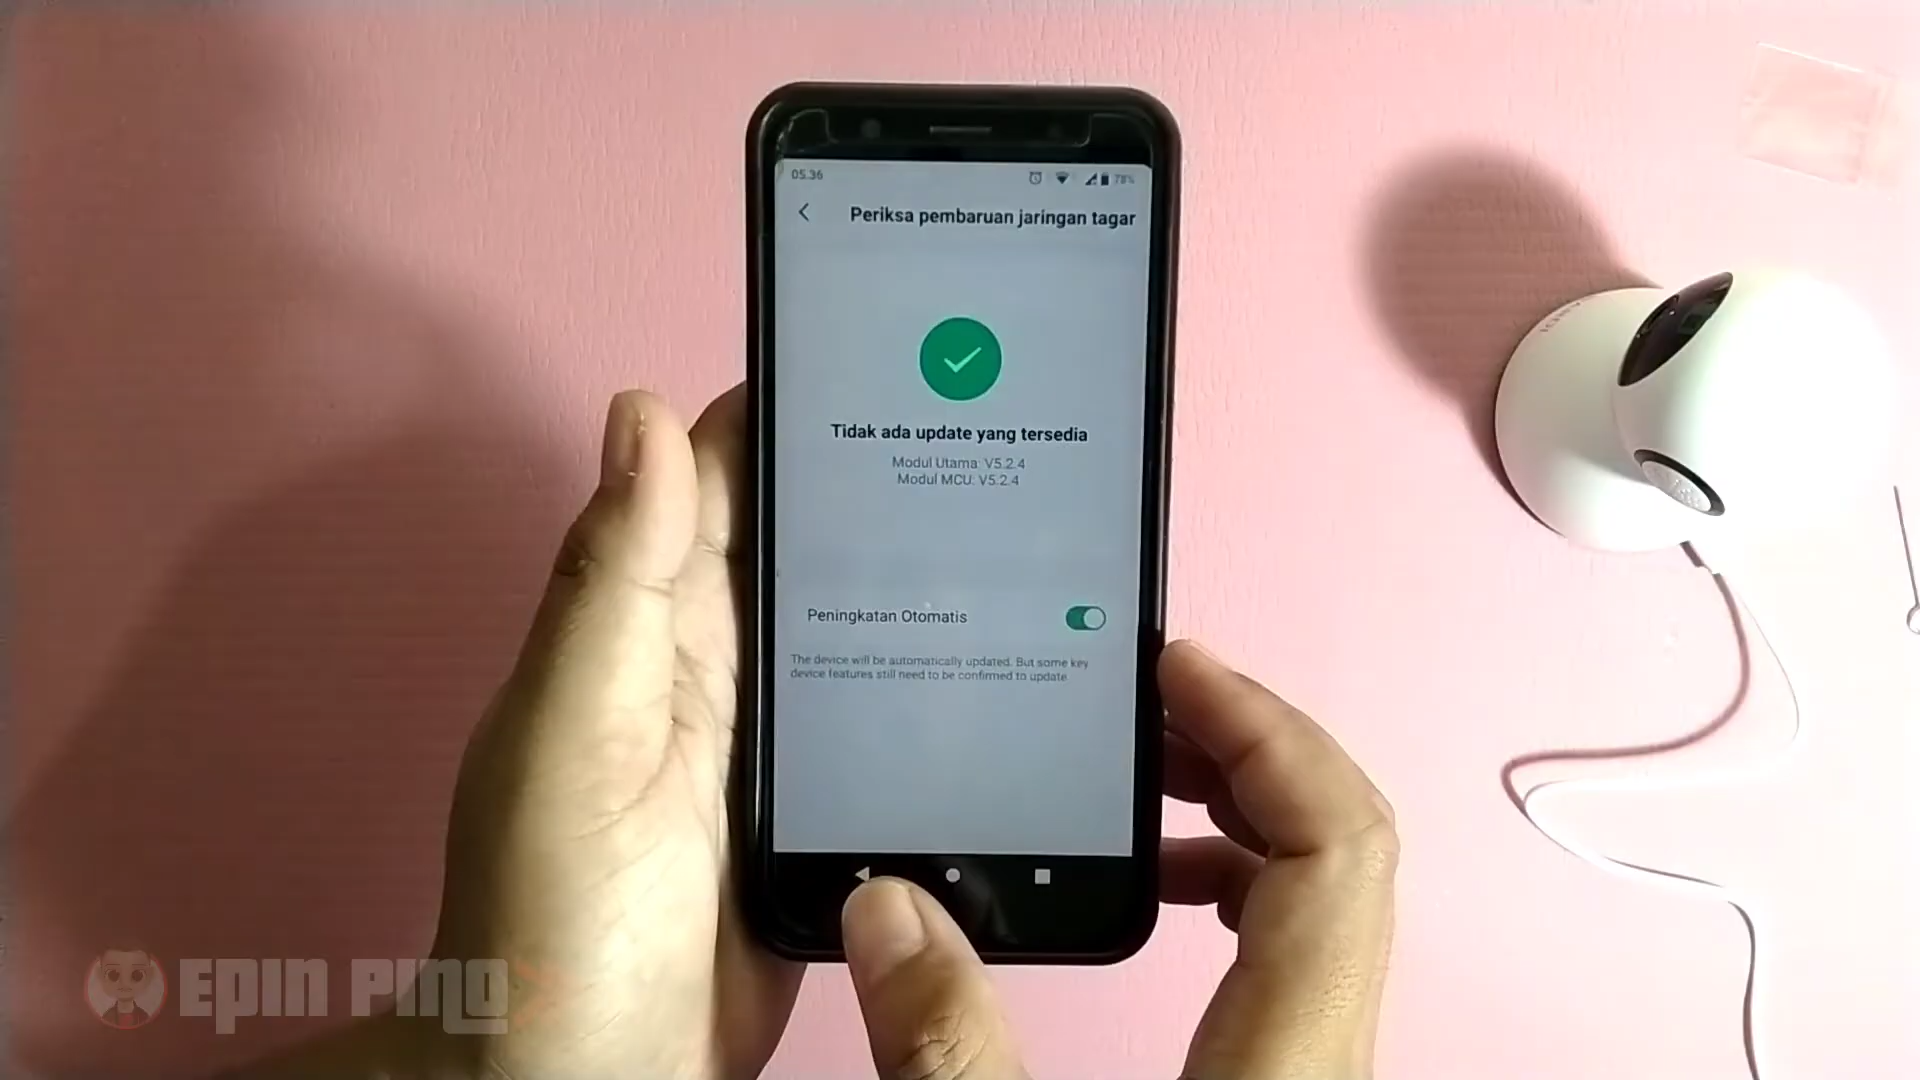 05.36
78%
Periksa pembaruan jaringan tagar
Tidak ada update yang tersedia
Modul Utama: V5.2.4
Modul MCU: V5.2.4
Peningkatan Otomatis
The device will be automatically updated. But some key
device features still need to be confirmed to update
EPIN PINO